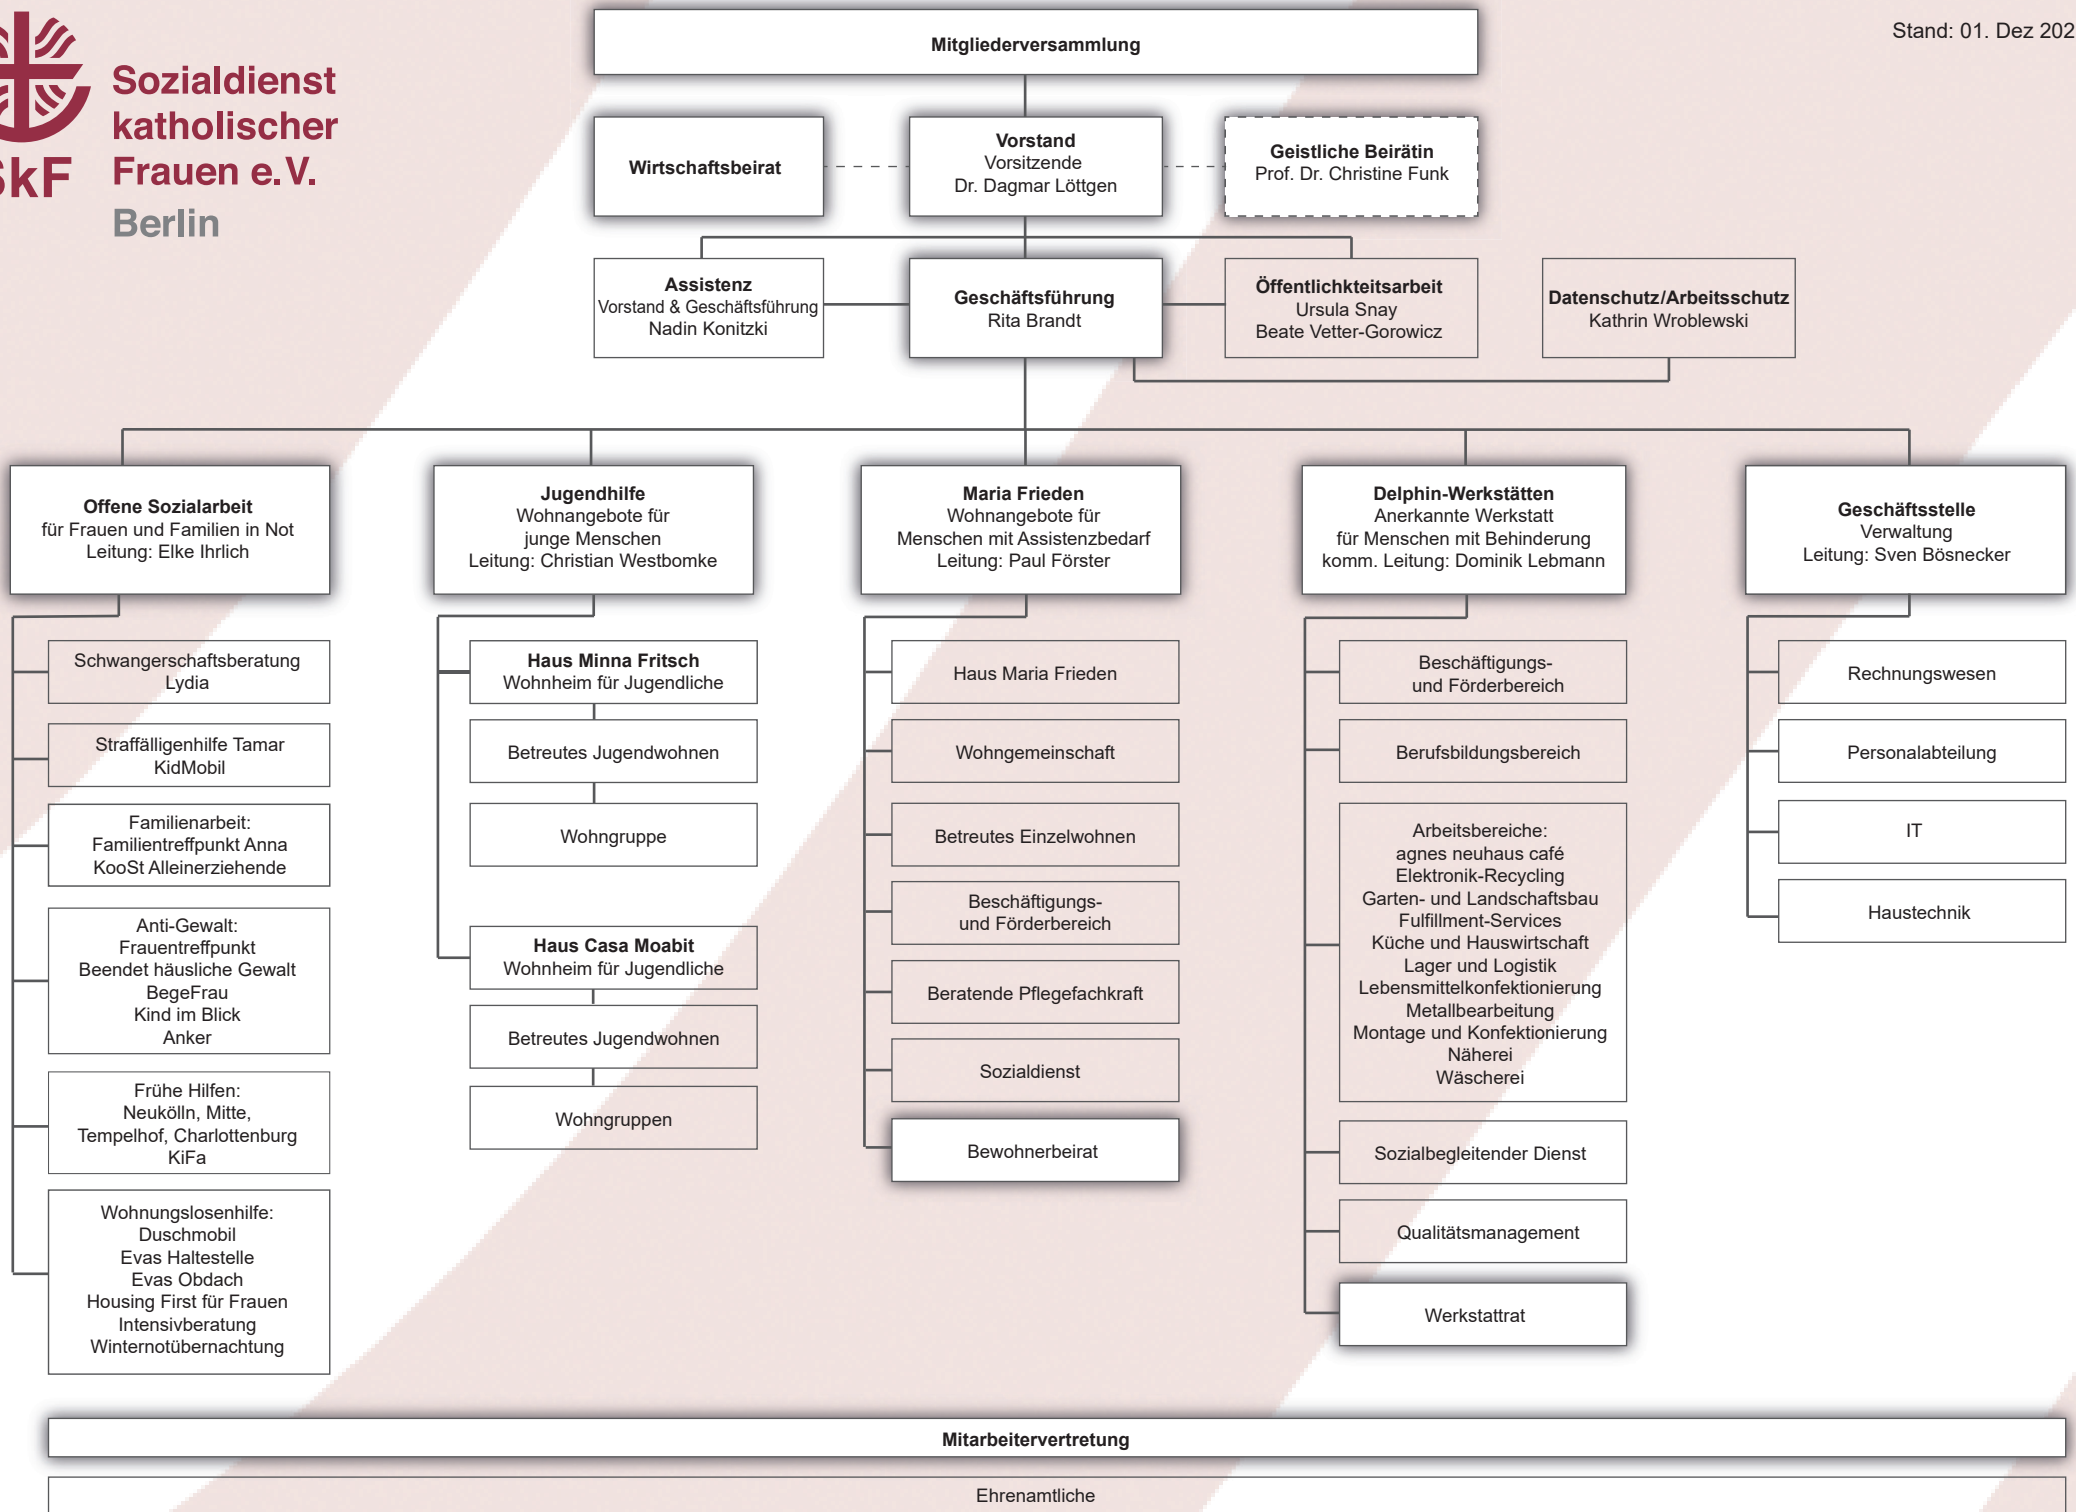 SkF
Sozialdienst
katholischer
Frauen e.V.
Berlin
Stand: 01. Dez 202
Mitgliederversammlung
Wirtschaftsbeirat
Vorstand
Vorsitzende
Dr. Dagmar Löttgen
Geistliche Beirätin
Prof. Dr. Christine Funk
Assistenz
Vorstand & Geschäftsführung
Nadin Konitzki
Geschäftsführung
Rita Brandt
Öffentlichkteitsarbeit
Ursula Snay
Beate Vetter-Gorowicz
Datenschutz/Arbeitsschutz
Kathrin Wroblewski
Offene Sozialarbeit
für Frauen und Familien in Not
Leitung: Elke Ihrlich
Jugendhilfe
Wohnangebote für
junge Menschen
Leitung: Christian Westbomke
Maria Frieden
Wohnangebote für
Menschen mit Assistenzbedarf
Leitung: Paul Förster
Delphin-Werkstätten
Anerkannte Werkstatt
für Menschen mit Behinderung
komm. Leitung: Dominik Lebmann
Geschäftsstelle
Verwaltung
Leitung: Sven Bösnecker
Schwangerschaftsberatung
Lydia
Straffälligenhilfe Tamar
KidMobil
Familienarbeit:
Familientreffpunkt Anna
KooSt Alleinerziehende
Anti-Gewalt:
Frauentreffpunkt
Beendet häusliche Gewalt
BegeFrau
Kind im Blick
Anker
Frühe Hilfen:
Neukölln, Mitte,
Tempelhof, Charlottenburg
KiFa
Wohnungslosenhilfe:
Duschmobil
Evas Haltestelle
Evas Obdach
Housing First für Frauen
Intensivberatung
Winternotübernachtung
Haus Minna Fritsch
Wohnheim für Jugendliche
Betreutes Jugendwohnen
Wohngruppe
Haus Casa Moabit
Wohnheim für Jugendliche
Betreutes Jugendwohnen
Wohngruppen
Haus Maria Frieden
Wohngemeinschaft
Betreutes Einzelwohnen
Beschäftigungs-
und Förderbereich
Beratende Pflegefachkraft
Sozialdienst
Bewohnerbeirat
Beschäftigungs-
und Förderbereich
Berufsbildungsbereich
Arbeitsbereiche:
agnes neuhaus café
Elektronik-Recycling
Garten- und Landschaftsbau
Fulfillment-Services
Küche und Hauswirtschaft
Lager und Logistik
Lebensmittelkonfektionierung
Metallbearbeitung
Montage und Konfektionierung
Näherei
Wäscherei
Sozialbegleitender Dienst
Qualitätsmanagement
Werkstattrat
Rechnungswesen
Personalabteilung
IT
Haustechnik
Mitarbeitervertretung
Ehrenamtliche